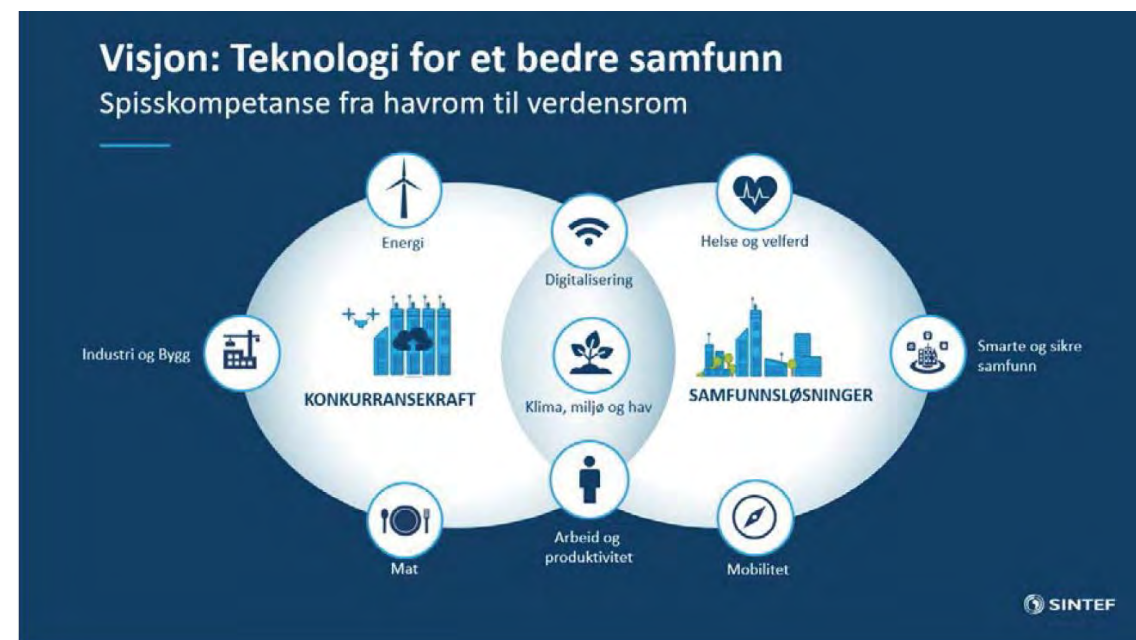 Visjon: Teknologi for et bedre samfunn
Spisskompetanse fra havrom til verdensrom
Energi
Digitalisering
Helse og velferd
Industri og Bygg
KONKURRANSEKRAFT
Klima, miljø og hav
SAMFUNNSLØSNINGER
Smarte og sikre
samfunn
Mat
Arbeid og
produktivitet
Mobilitet
SINTEF